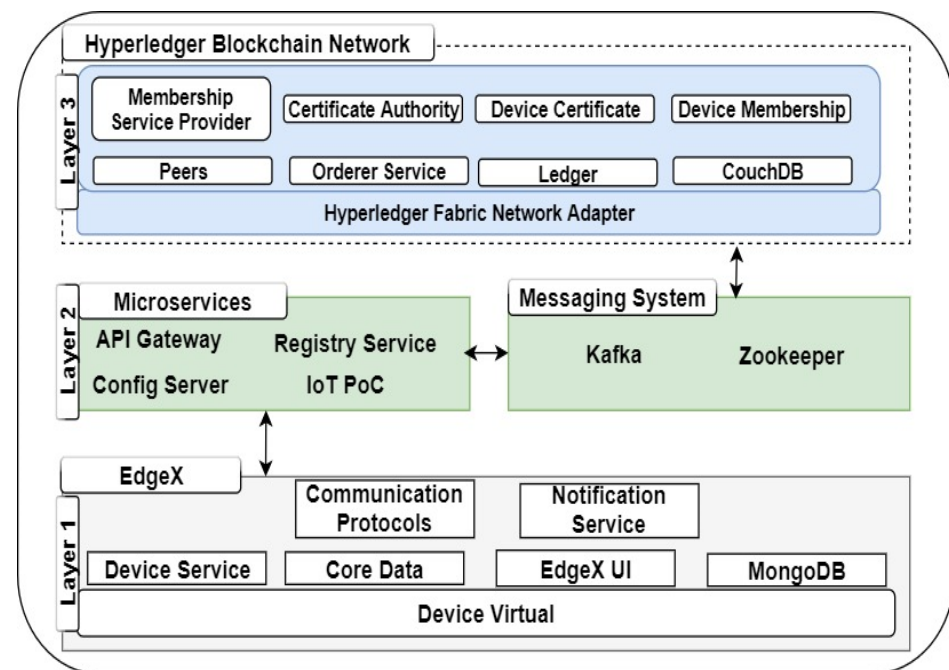 Hyperledger Blockchain Network
Layer 3
Membership
Service Provider
Certificate Authority
Device Certificate
Device Membership
Peers
Orderer Service
Ledger
CouchDB
Hyperledger Fabric Network Adapter
Layer 2
Microservices
API Gateway
Registry Service
Config Server
IoT PoC
Messaging System
Kafka
Zookeeper
EdgeX
Layer 1
Communication
Protocols
Notification
Service
Device Service
Core Data
EdgeX UI
MongoDB
Device Virtual